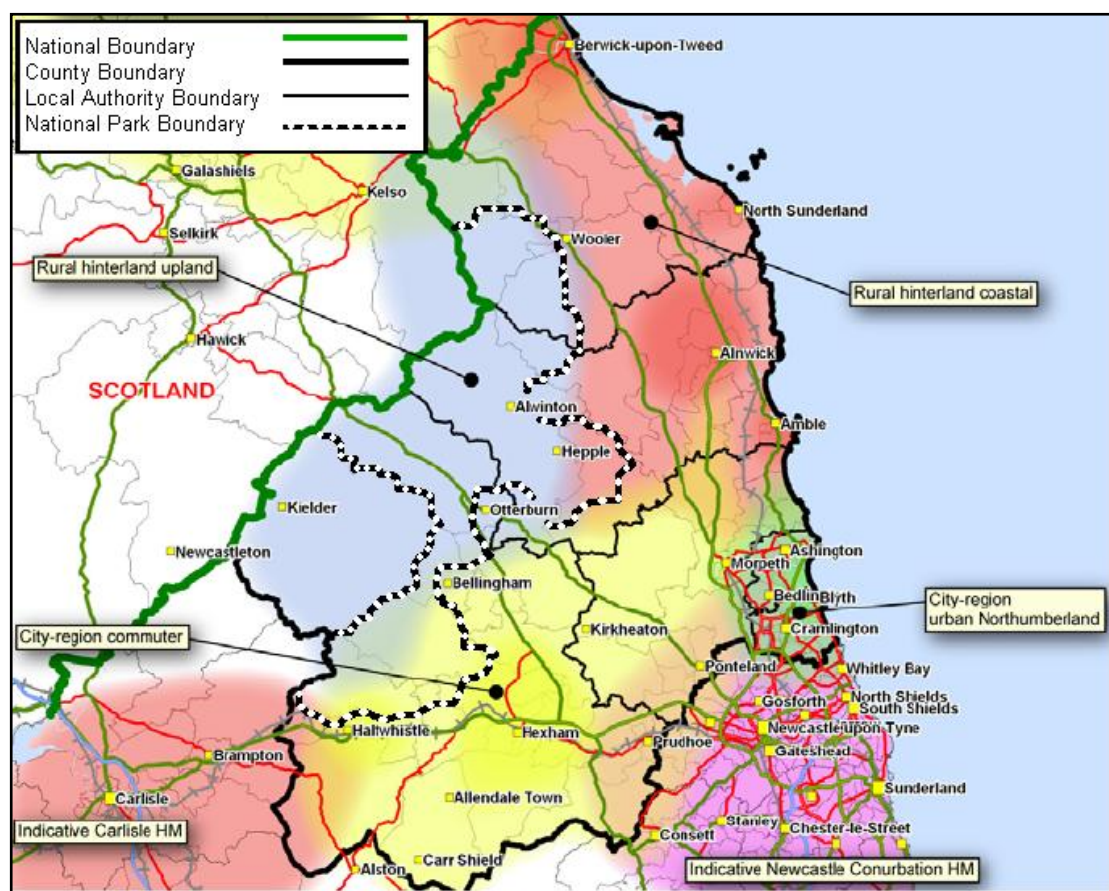 National Boundary
County Boundary
Local Authority Boundary
National Park Boundary
Berwick-upon-Tweed
Galashiels
Kelso
Selkirk
North Sunderland
Wooler
Rural hinterland upland
Rural hinterland coastal
Hawick
Alnwick
SCOTLAND
Alwinton
Amble
Hepple
Kielder
Otterburn
Newcastleton
Ashington
Morpeth
Bellingham
Bedlin
Blyth
City-region
urban Northumberland
City-region commuter
Kirkheaton
Cramlington
Ponteland
Whitley Bay
Gosforth
North Shields
South Shields
Haltwhistle
Hexham
Newcastle upon Tyne
Prudhoe
Gateshead
Brampton
Carlisle
Allendale Town
Sunderland
Indicative Carlisle HM
Stanley
Chester-le-Street
Consett
Carr Shield
Alston
Indicative Newcastle Conurbation HM